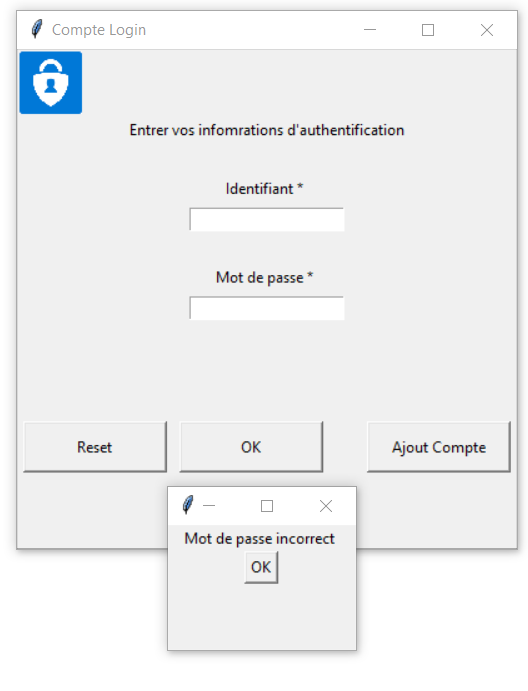 Compte Login
Entrer vos infomrations d'authentification
Identifiant *
Mot de passe *
Reset OK Ajout Compte
Mot de passe incorrect
OK